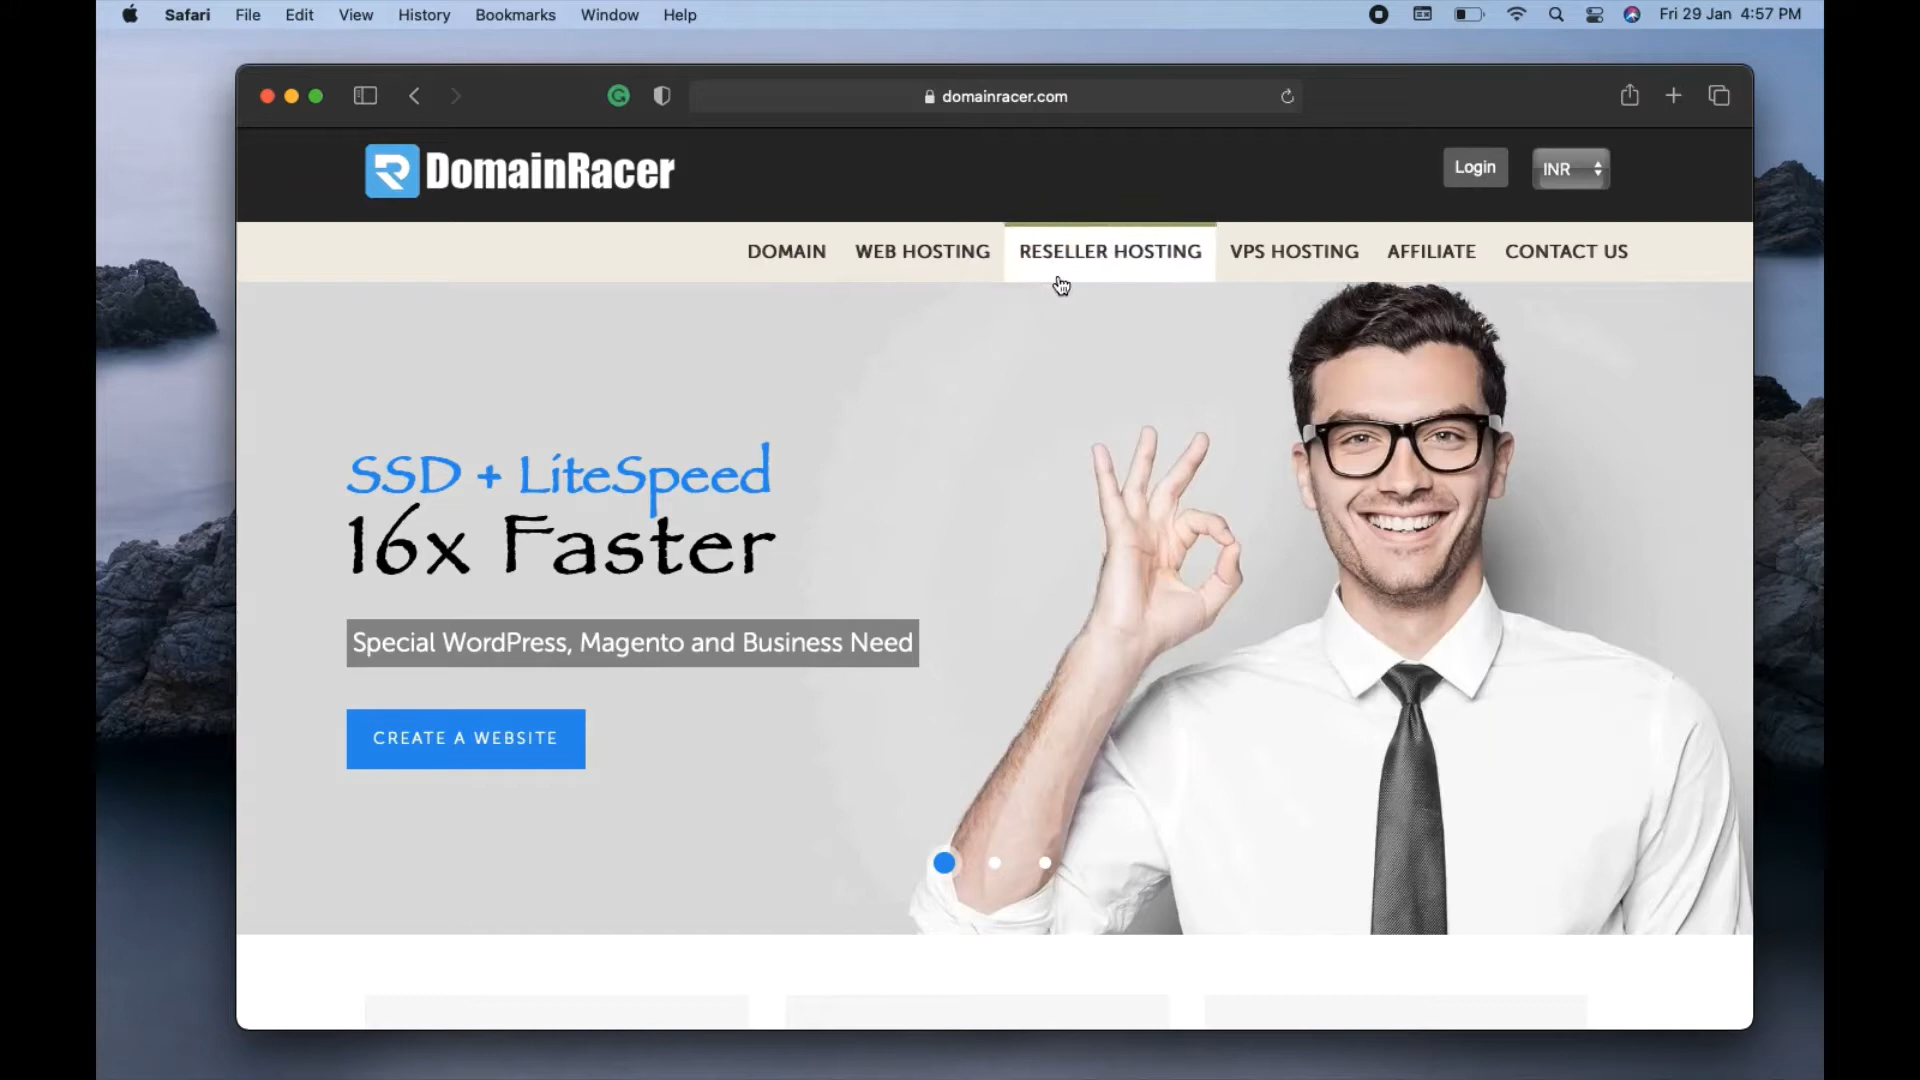 Safari File Edit View History Bookmarks Window Help Fri 29 Jan 4:57 PM
domainracer.com
DomainRacer Login INR
DOMAIN WEB HOSTING RESELLER HOSTING VPS HOSTING AFFILIATE CONTACT US
SSD + LiteSpeed
16x Faster
Special WordPress, Magento and Business Need
CREATE A WEBSITE